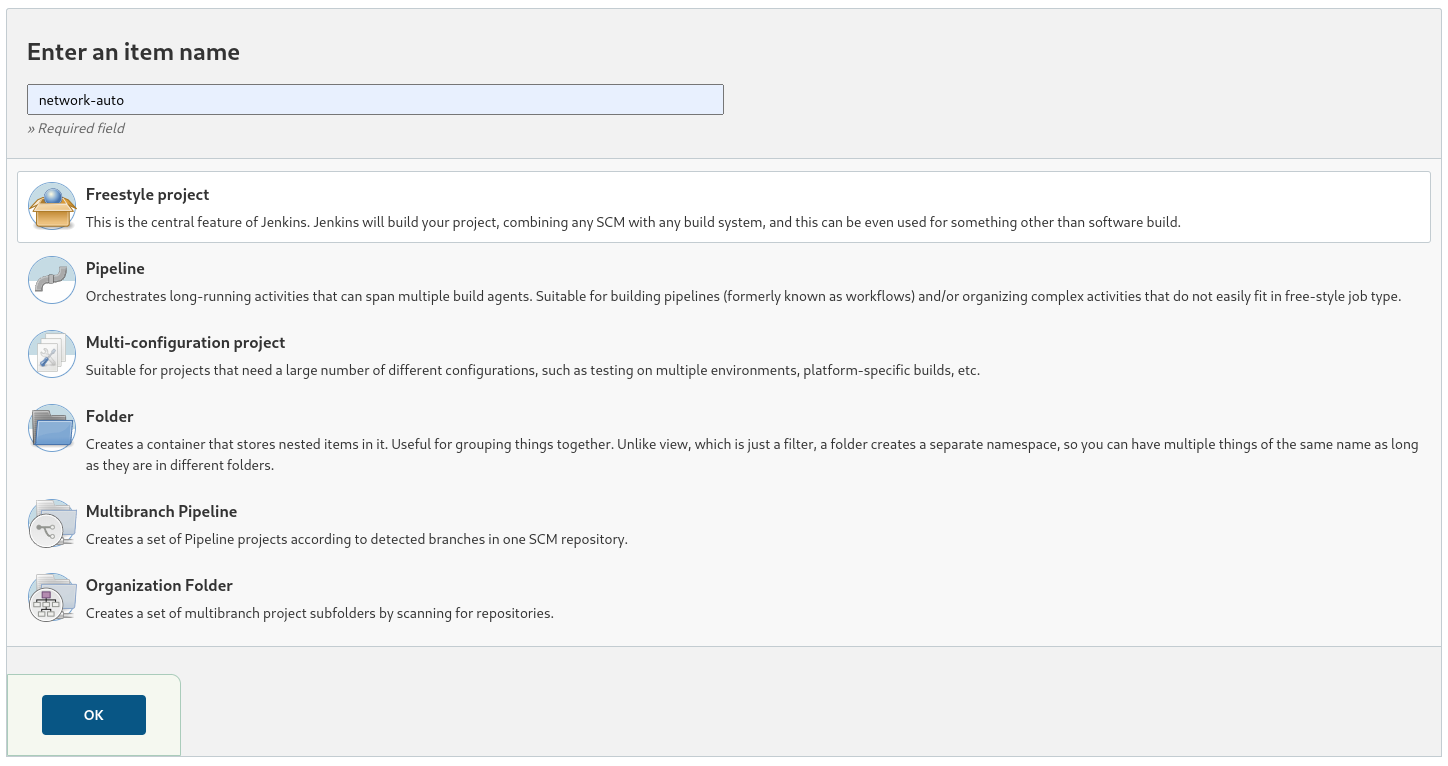 Enter an item name
network-auto
» Required field
Freestyle project
This is the central feature of Jenkins. Jenkins will build your project, combining any SCM with any build system, and this can be even used for something other than software build.
Pipeline
Orchestrates long-running activities that can span multiple build agents. Suitable for building pipelines (formerly known as workflows) and/or organizing complex activities that do not easily fit in free-style job type.
Multi-configuration project
Suitable for projects that need a large number of different configurations, such as testing on multiple environments, platform-specific builds, etc.
Folder
Creates a container that stores nested items in it. Useful for grouping things together. Unlike view, which is just a filter, a folder creates a separate namespace, so you can have multiple things of the same name as long
as they are in different folders.
Multibranch Pipeline
Creates a set of Pipeline projects according to detected branches in one SCM repository.
Organization Folder
Creates a set of multibranch project subfolders by scanning for repositories.
OK